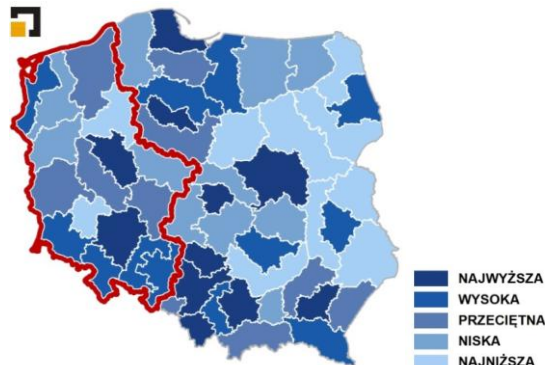 NAJWYŻSZA
WYSOKA
PRZECIĘTNA
NISKA
NAJNIŻSZA